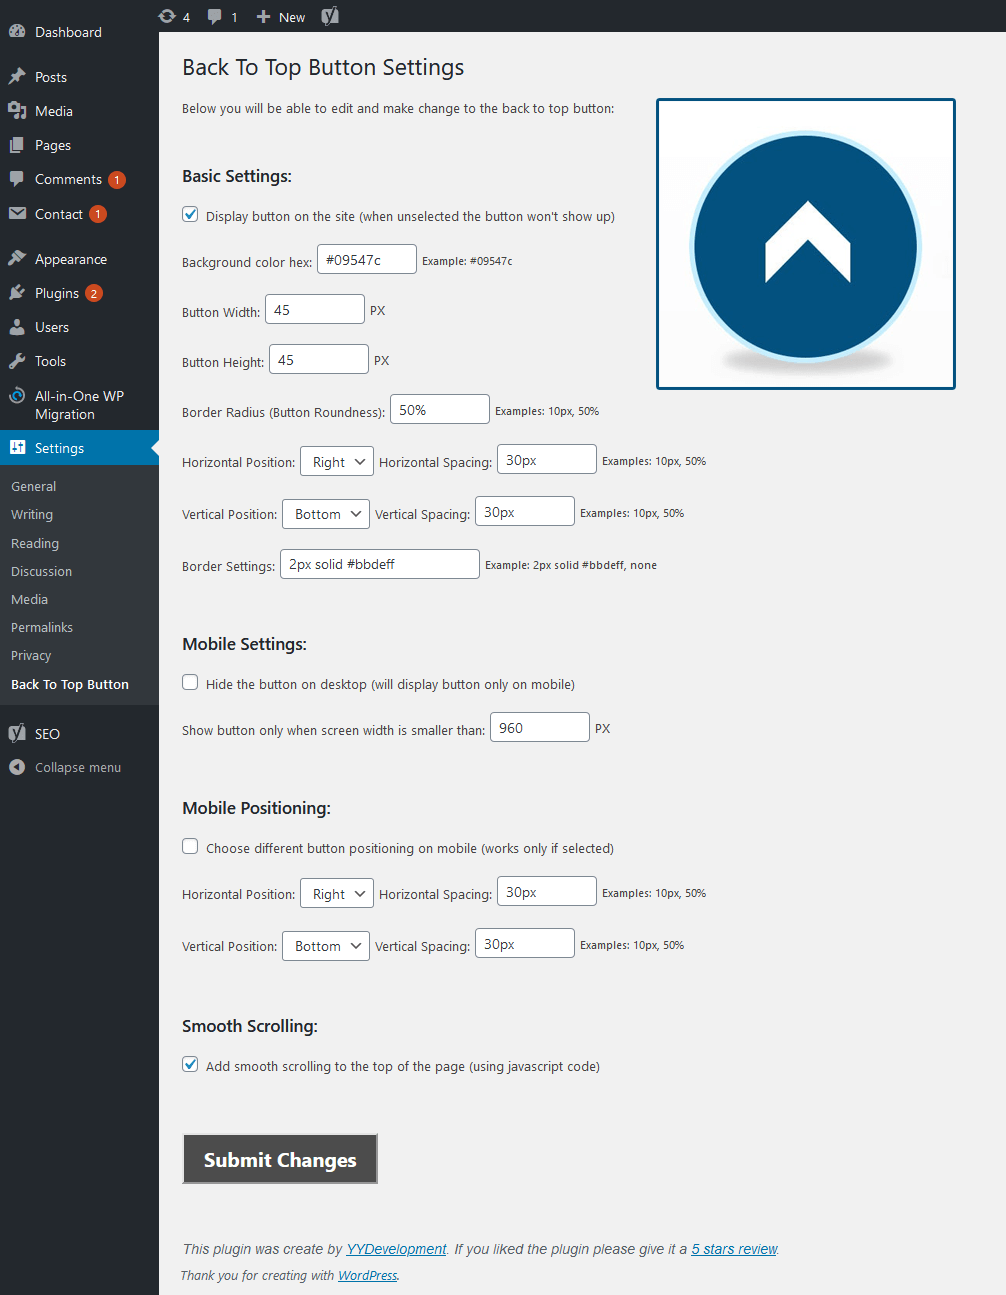 4 1 New
Dashboard
Posts
Media
Pages
Comments 1
Contact 1
Appearance
Plugins 2
Users
Tools
All-in-One WP
Migration
Settings
General
Writing
Reading
Discussion
Media
Permalinks
Privacy
Back To Top Button
SEO
Collapse menu
Back To Top Button Settings
Below you will be able to edit and make change to the back to top button:
Basic Settings:
Display button on the site (when unselected the button won't show up)
Background color hex: #09547c Example: #09547c
Button Width: 45 PX
Button Height: 45 PX
Border Radius (Button Roundness): 50% Examples: 10px, 50%
Horizontal Position: Right Horizontal Spacing: 30px Examples: 10px, 50%
Vertical Position: Bottom Vertical Spacing: 30px Examples: 10px, 50%
Border Settings: 2px solid #bbdeff Example: 2px solid #bbdeff, none
Mobile Settings:
Hide the button on desktop (will display button only on mobile)
Show button only when screen width is smaller than: 960 PX
Mobile Positioning:
Choose different button positioning on mobile (works only if selected)
Horizontal Position: Right Horizontal Spacing: 30px Examples: 10px, 50%
Vertical Position: Bottom Vertical Spacing: 30px Examples: 10px, 50%
Smooth Scrolling:
Add smooth scrolling to the top of the page (using javascript code)
Submit Changes
This plugin was create by YYDevelopment. If you liked the plugin please give it a 5 stars review.
Thank you for creating with WordPress.